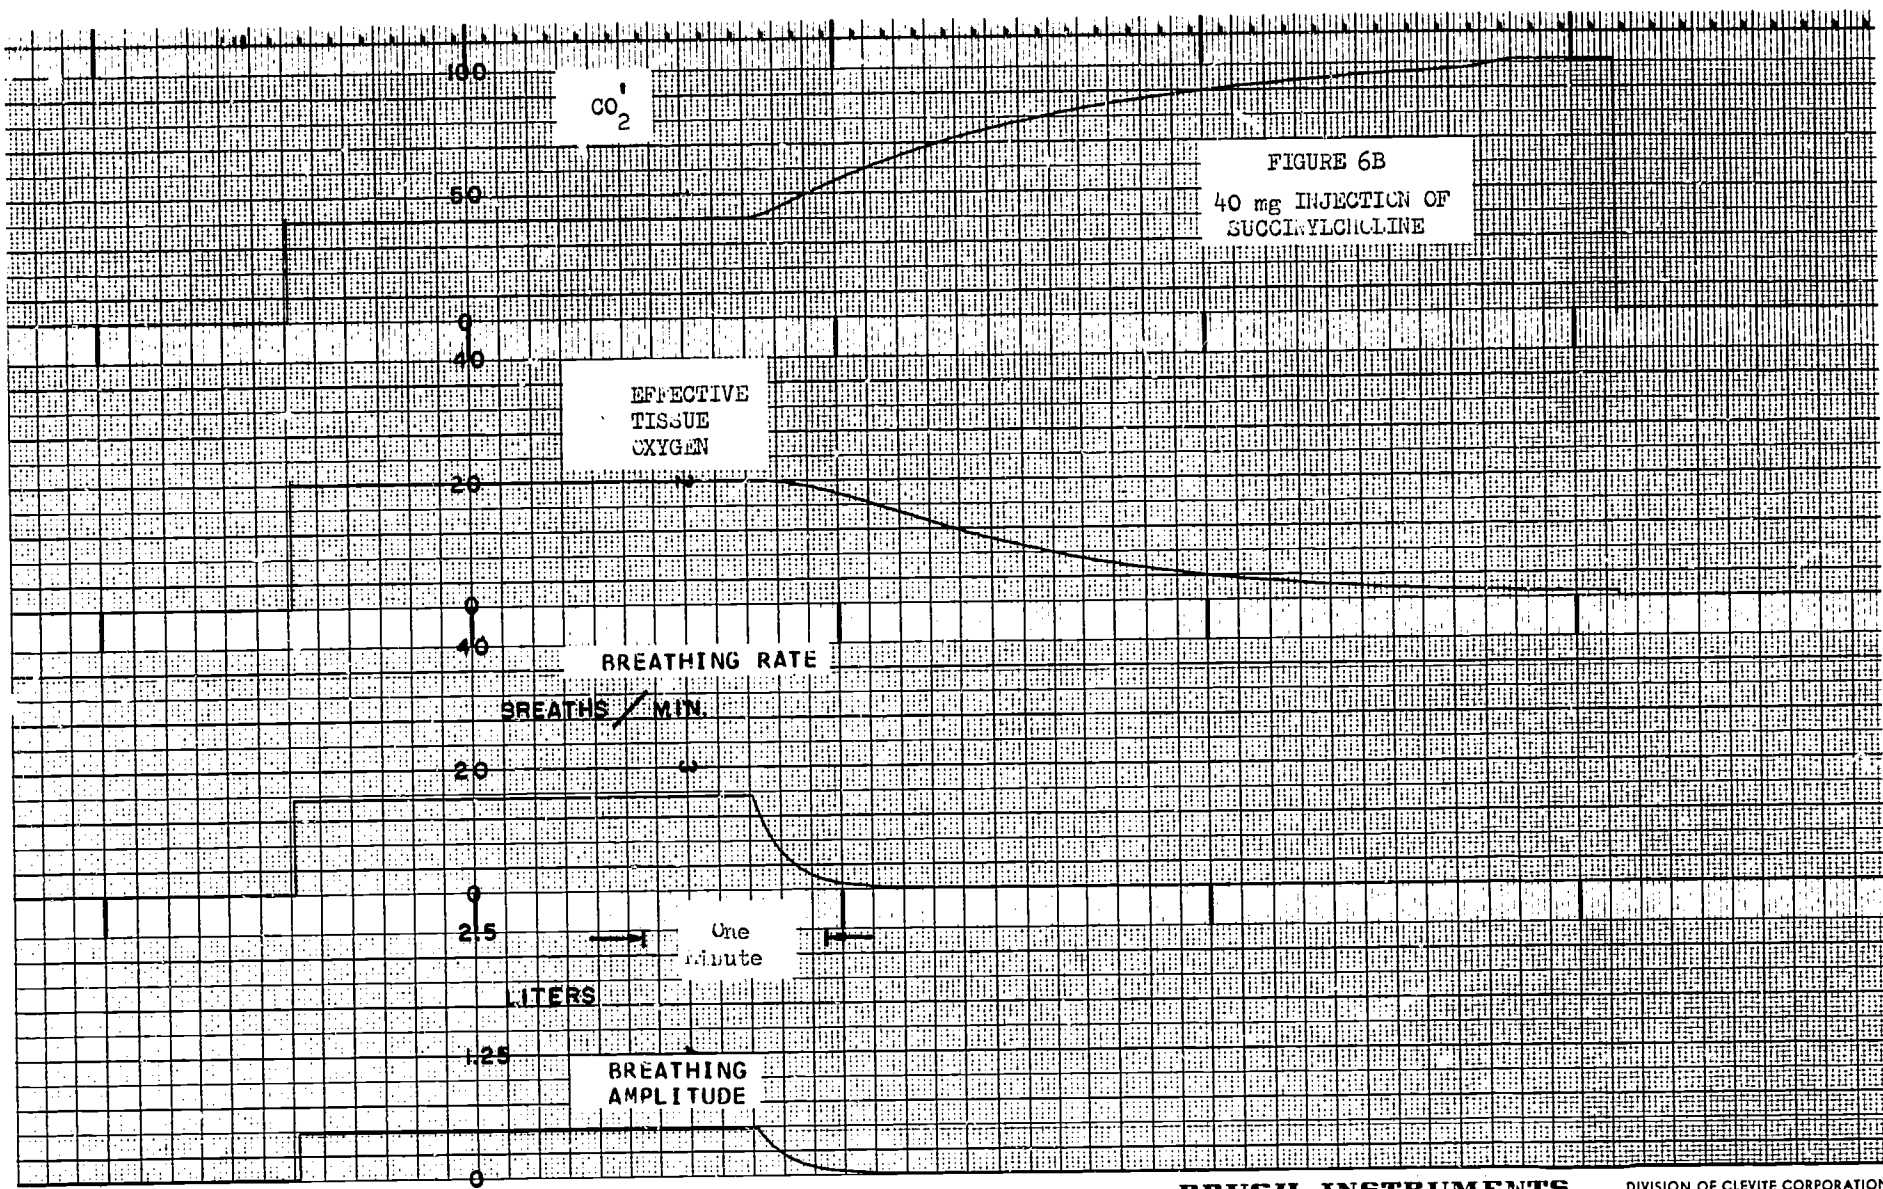 100
CO2'
50
FIGURE 6B
40 mg INJECTION OF
SUCCINYLCHOLINE
0
40
EFFECTIVE
TISSUE
OXYGEN
20
2
0
40
BREATHING RATE
BREATHS / MIN.
20
3
0
2.5
One
Minute
LITERS
1.25
BREATHING
AMPLITUDE
0
BRUSH INSTRUMENTS
DIVISION OF CLEVITE CORPORATION